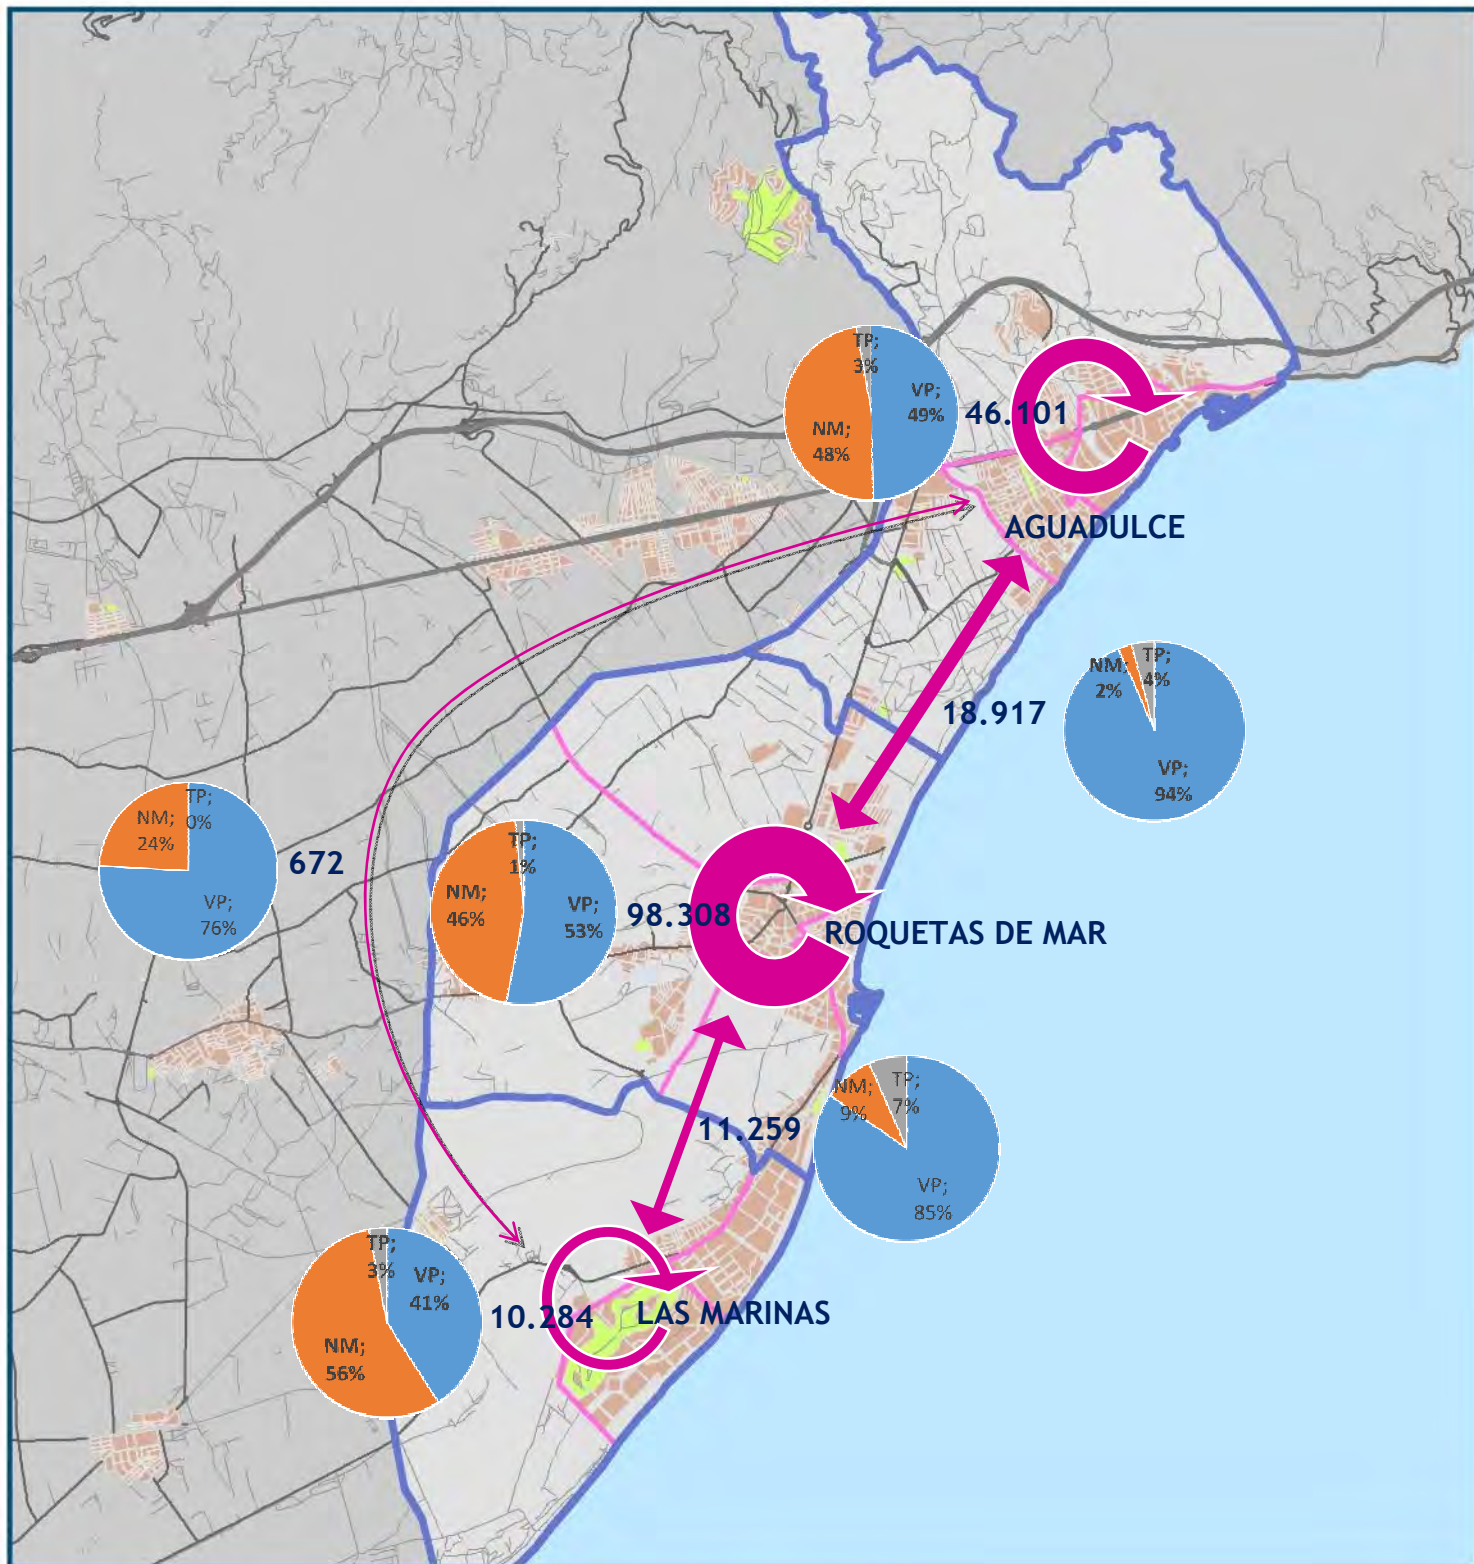 TP;
3%
VP;
49%
NM;
48%
46.101
AGUADULCE
NM;
2%
TP;
4%
VP;
94%
18.917
TP;
0%
NM;
24%
VP;
76%
672
TP;
1%
NM;
46%
VP;
53%
98.308
ROQUETAS DE MAR
NM;
9%
TP;
7%
VP;
85%
11.259
TP;
3%
VP;
41%
NM;
56%
10.284
LAS MARINAS